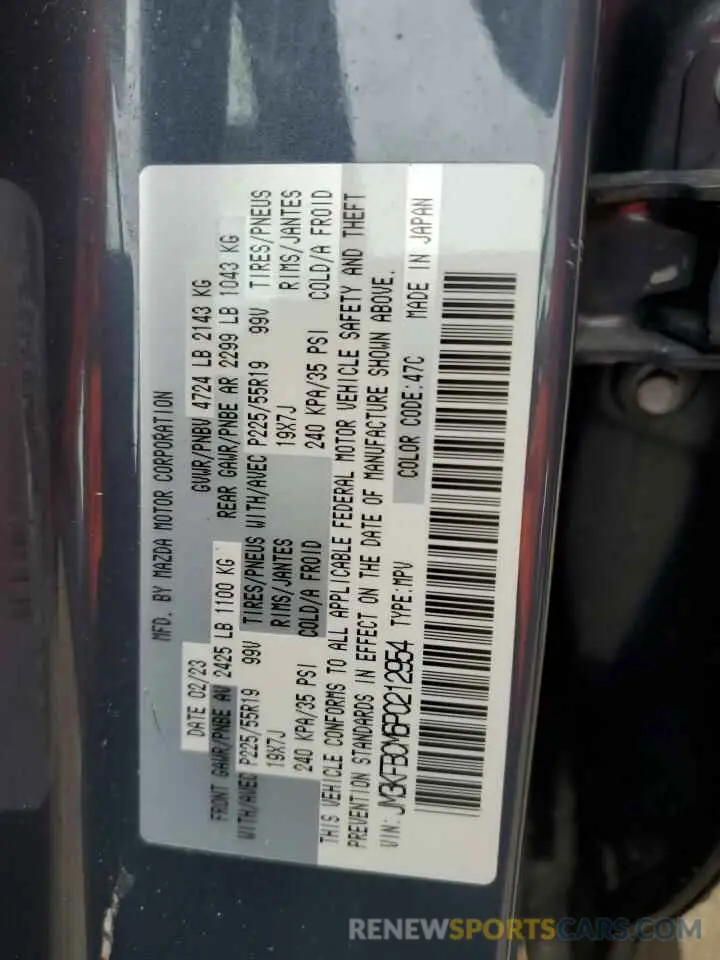 MFD. BY MAZDA MOTOR CORPORATION
DATE 02/23 GVWR/PNBV 4724 LB 2143 KG
FRONT GAWR/PNBE AV 2425 LB 1100 KG REAR GAWR/PNBE AR 2299 LB 1043 KG
WITH/AVEC P225/55R19 99V TIRES/PNEUS WITH/AVEC P225/55R19 99V TIRES/PNEUS
19X7J RIMS/JANTES 19X7J RIMS/JANTES
240 KPA/35 PSI COLD/A FROID 240 KPA/35 PSI COLD/A FROID
THIS VEHICLE CONFORMS TO ALL APPLICABLE FEDERAL MOTOR VEHICLE SAFETY AND THEFT
PREVENTION STANDARDS IN EFFECT ON THE DATE OF MANUFACTURE SHOWN ABOVE.
VIN: JM3KFBCM6P0212954 TYPE: MPV COLOR CODE: 47C MADE IN JAPAN
RENEWSPORTSCARS.COM